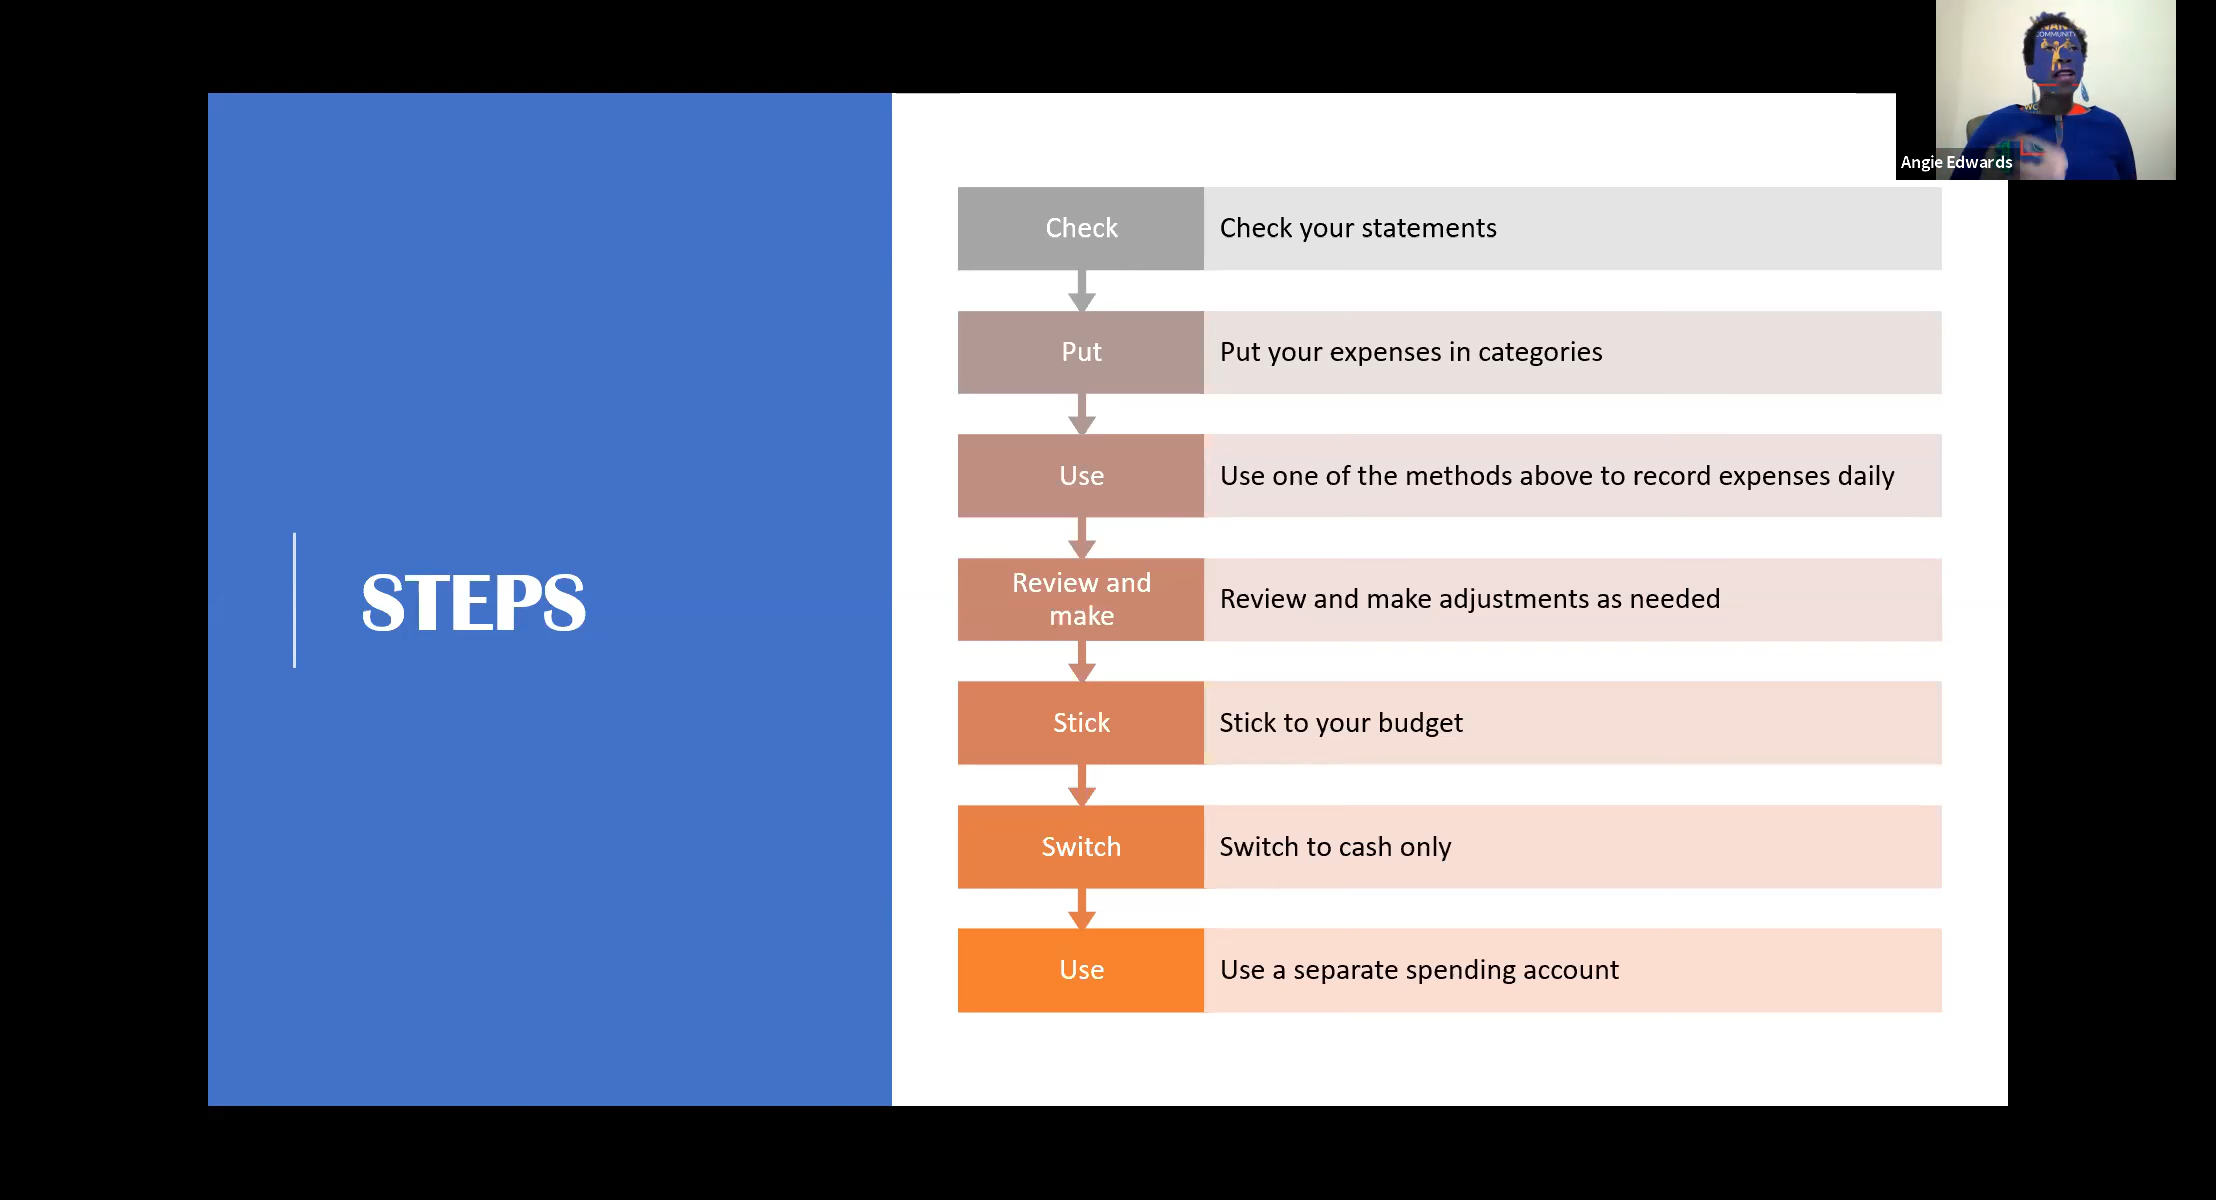 COMMUNITY
Angie Edwards
STEPS
Check
Check your statements
Put
Put your expenses in categories
Use
Use one of the methods above to record expenses daily
Review and
make
Review and make adjustments as needed
Stick
Stick to your budget
Switch
Switch to cash only
Use
Use a separate spending account